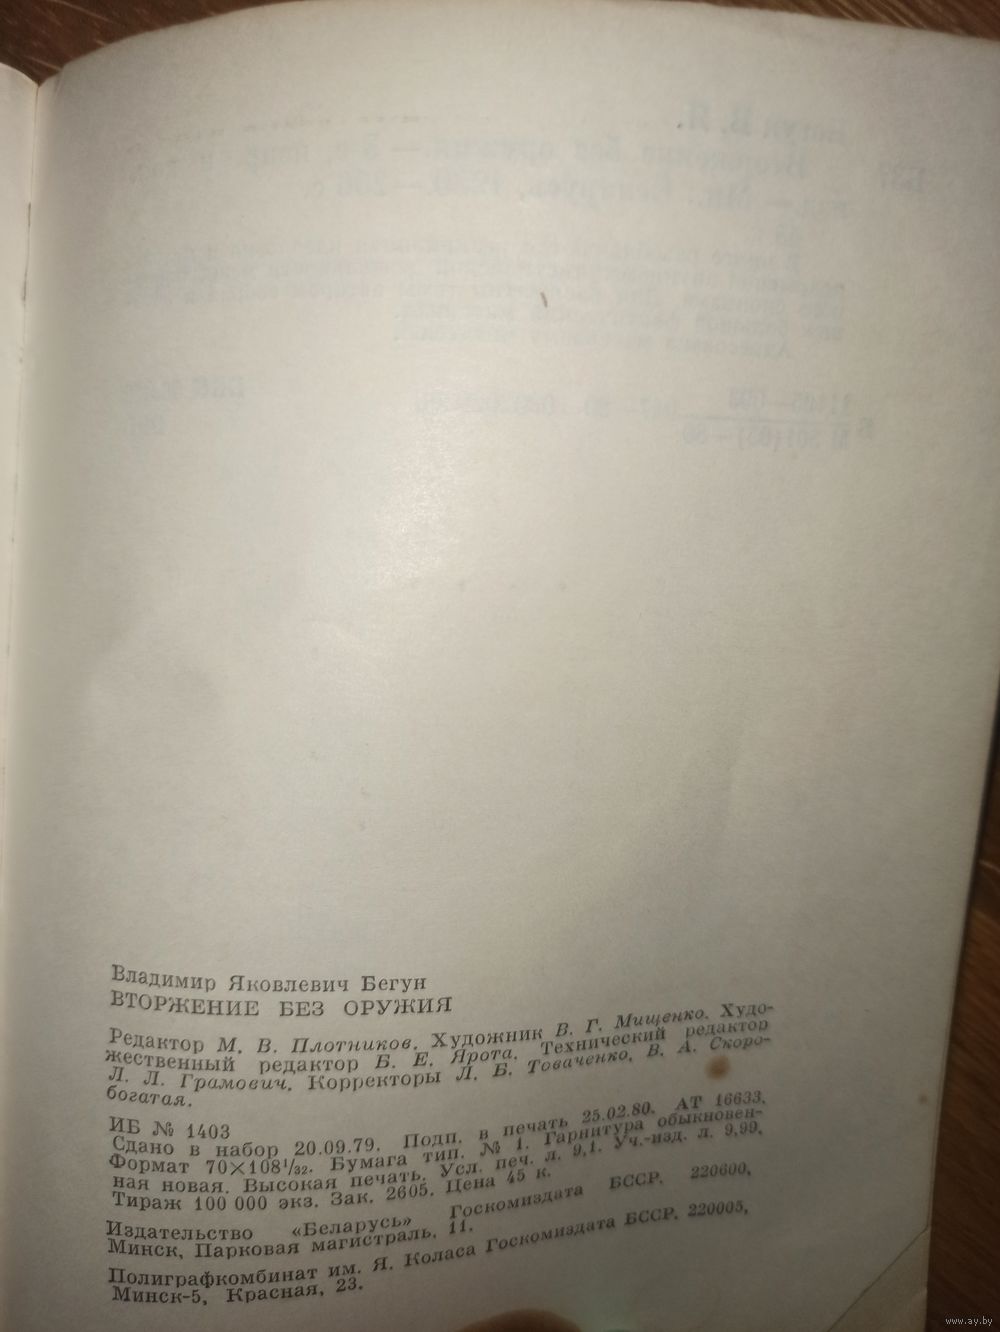 Владимир Яковлевич Бегун
ВТОРЖЕНИЕ БЕЗ ОРУЖИЯ
Редактор М. В. Плотников. Художник В. Г. Мищенко. Худо-
жественный редактор Б. Е. Ярота. Технический редактор
Л. Л. Грамович. Корректоры Л. Б. Товаченко, В. А. Скоро-
богатая.
ИБ № 1403
Сдано в набор 20.09.79. Подп. в печать 25.02.80. АТ 16633.
Формат 70×108¹/₃₂. Бумага тип. № 1. Гарнитура обыкновен-
ная новая. Высокая печать. Усл. печ. л. 9,1. Уч.-изд. л. 9,99.
Тираж 100 000 экз. Зак. 2605. Цена 45 к.
Издательство «Беларусь» Госкомиздата БССР. 220600,
Минск, Парковая магистраль, 11.
Полиграфкомбинат им. Я. Коласа Госкомиздата БССР. 220005,
Минск-5, Красная, 23.
www.ay.by